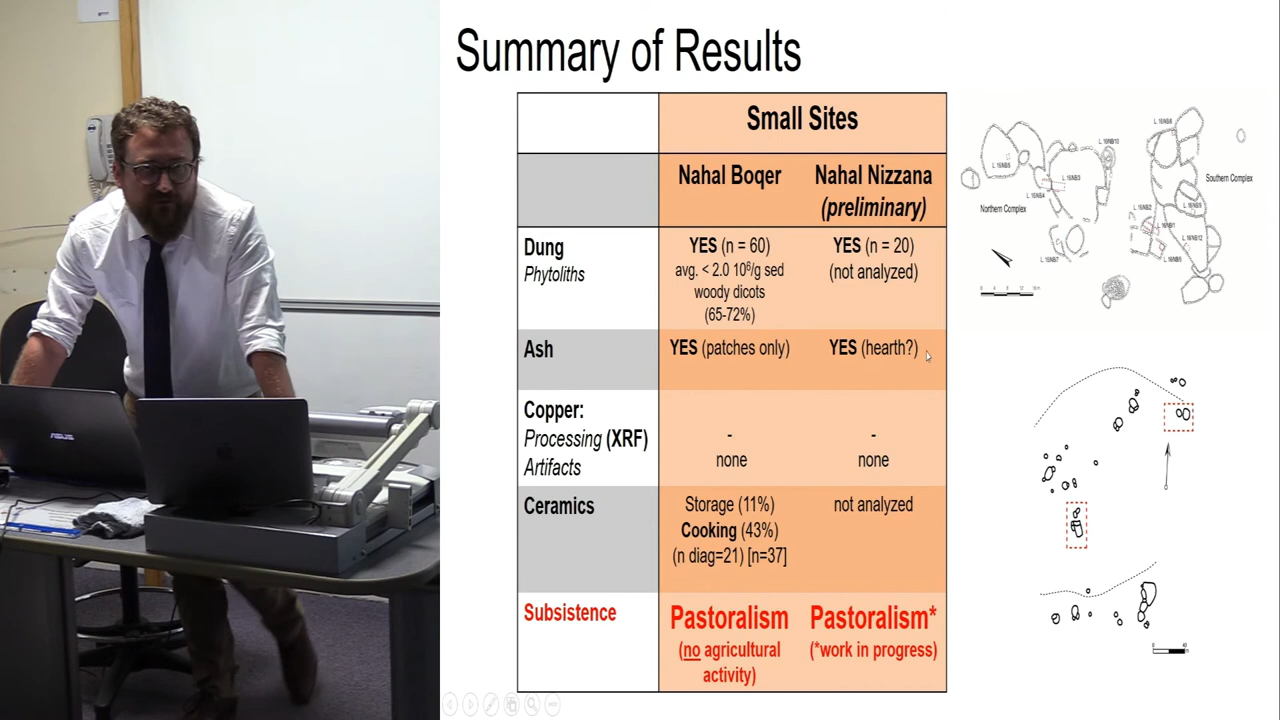 Summary of Results
Small Sites
Nahal Boqer
Nahal Nizzana
(preliminary)
Dung
Phytoliths
YES (n = 60)
avg. < 2.0 10⁶/g sed
woody dicots
(65-72%)
YES (n = 20)
(not analyzed)
Ash
YES (patches only)
YES (hearth?)
Copper:
Processing (XRF)
Artifacts
-
none
-
none
Ceramics
Storage (11%)
Cooking (43%)
(n diag=21) [n=37]
not analyzed
Subsistence
Pastoralism
(no agricultural
activity)
Pastoralism*
(*work in progress)
Northern Complex
Southern Complex
ASUS